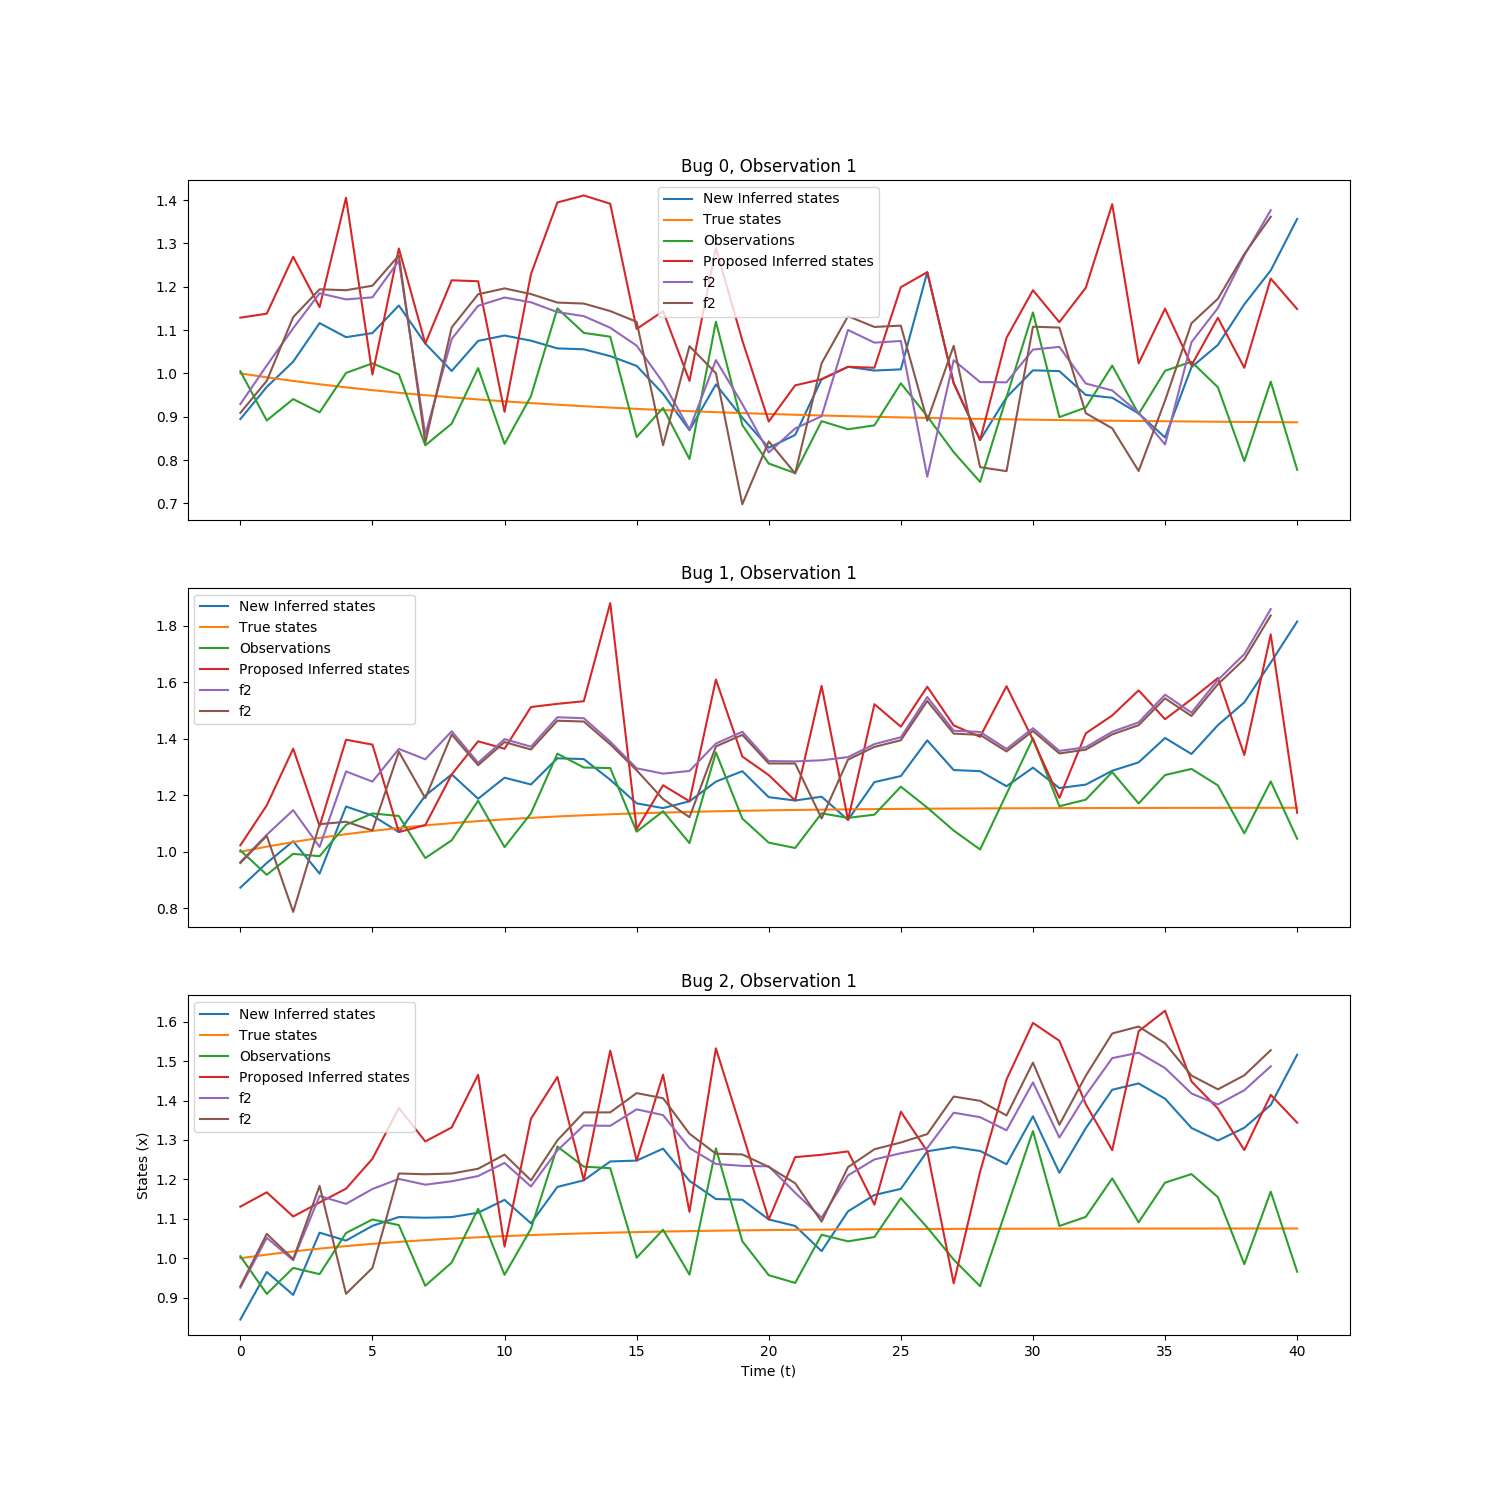 Bug 0, Observation 1
1.4
1.3
1.2
1.1
1.0
0.9
0.8
0.7
New Inferred states
True states
Observations
Proposed Inferred states
f2
f2
Bug 1, Observation 1
1.8
1.6
1.4
1.2
1.0
0.8
New Inferred states
True states
Observations
Proposed Inferred states
f2
f2
Bug 2, Observation 1
States (x)
1.6
1.5
1.4
1.3
1.2
1.1
1.0
0.9
New Inferred states
True states
Observations
Proposed Inferred states
f2
f2
0 5 10 15 20 25 30 35 40
Time (t)